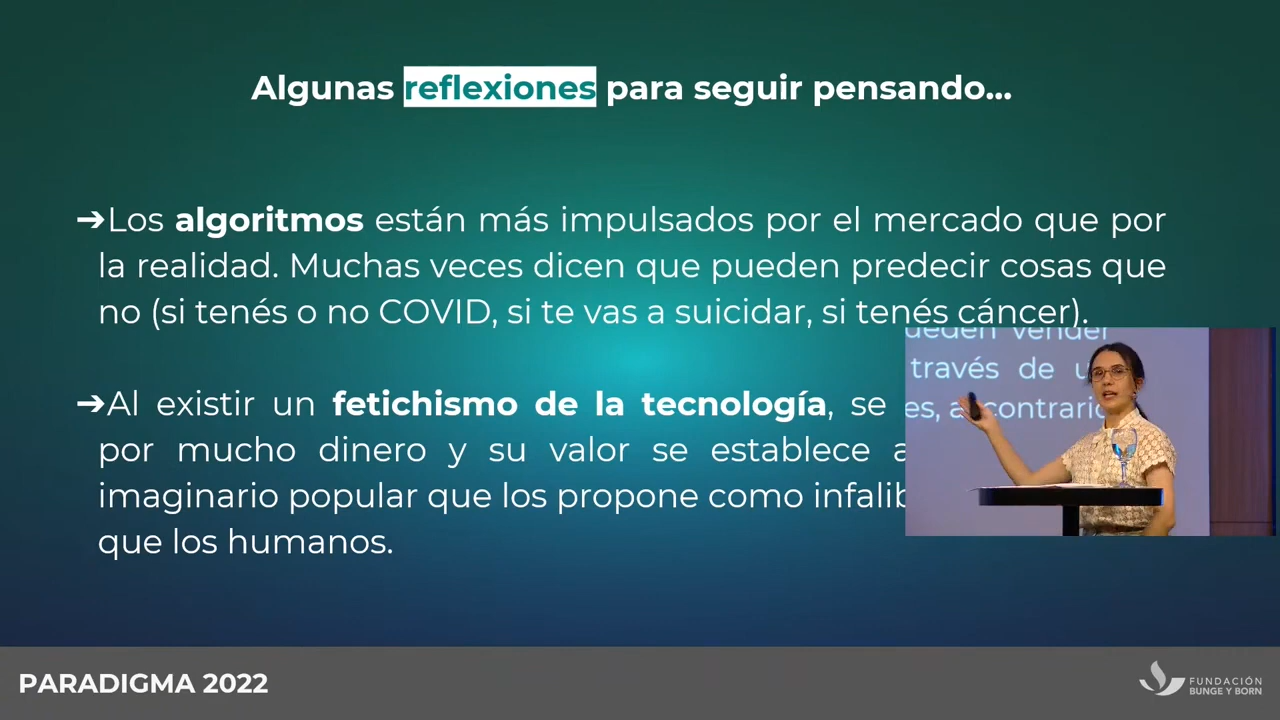 Algunas reflexiones para seguir pensando...
➔Los algoritmos están más impulsados por el mercado que por
la realidad. Muchas veces dicen que pueden predecir cosas que
no (si tenés o no COVID, si te vas a suicidar, si tenés cáncer).
➔Al existir un fetichismo de la tecnología, se
por mucho dinero y su valor se establece
imaginario popular que los propone como
que los humanos.
vender
través de
contrario
PARADIGMA 2022
FUNDACIÓN
BUNGE Y BORN